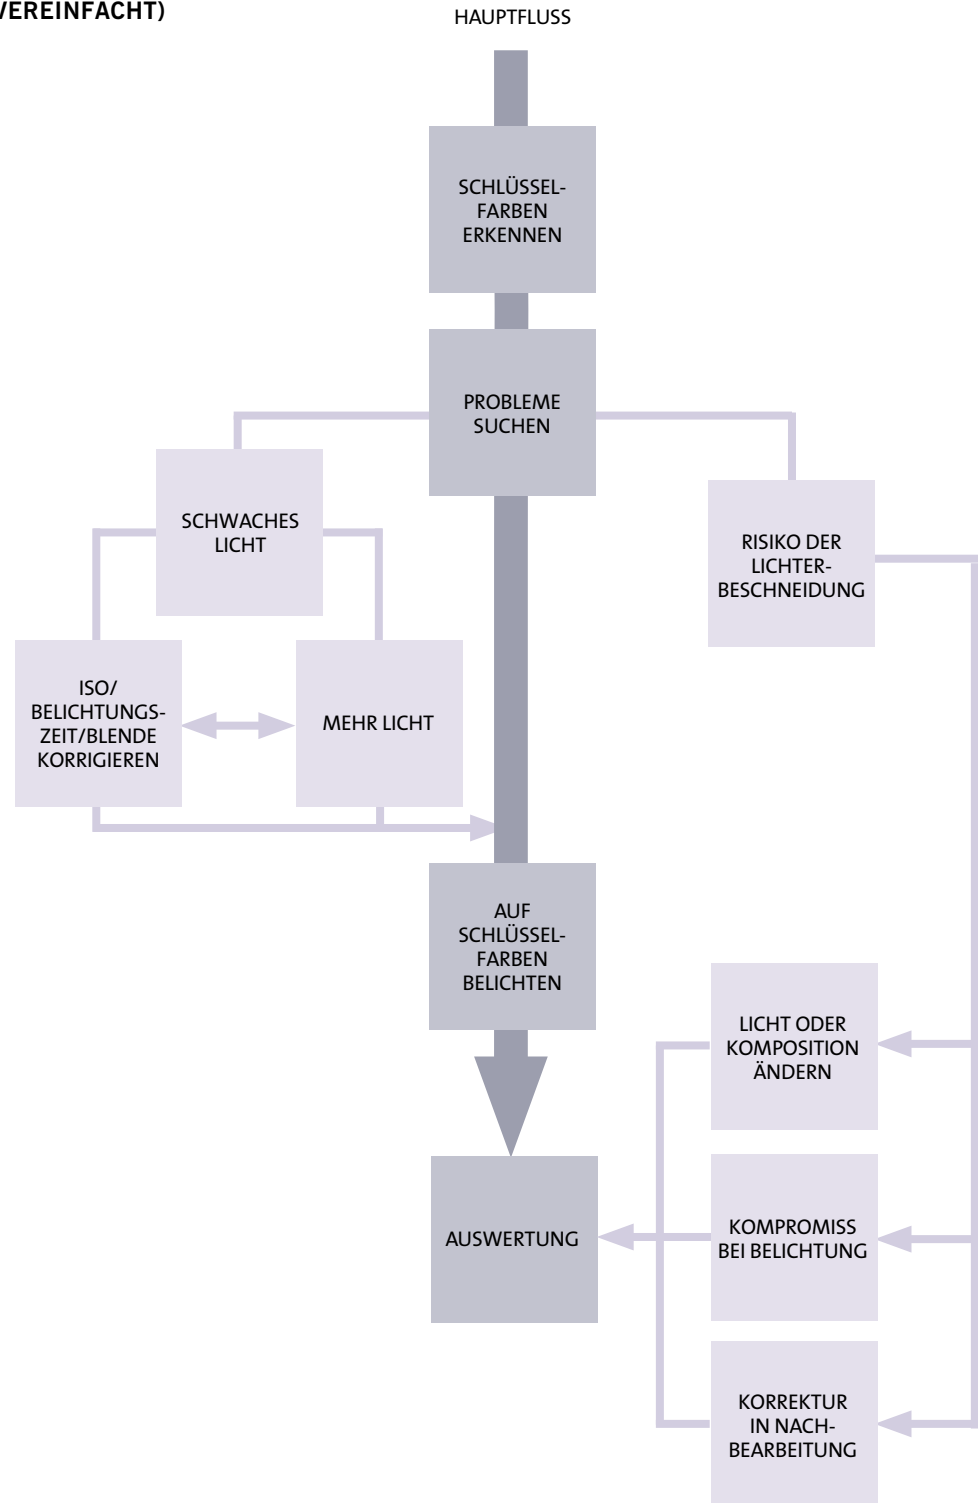 VEREINFACHT)
HAUPTFLUSS
SCHLÜSSEL-
FARBEN
ERKENNEN
PROBLEME
SUCHEN
SCHWACHES
LICHT
RISIKO DER
LICHTER-
BESCHNEIDUNG
ISO/
BELICHTUNGS-
ZEIT/BLENDE
KORRIGIEREN
MEHR LICHT
AUF
SCHLÜSSEL-
FARBEN
BELICHTEN
LICHT ODER
KOMPOSITION
ÄNDERN
AUSWERTUNG
KOMPROMISS
BEI BELICHTUNG
KORREKTUR
IN NACH-
BEARBEITUNG